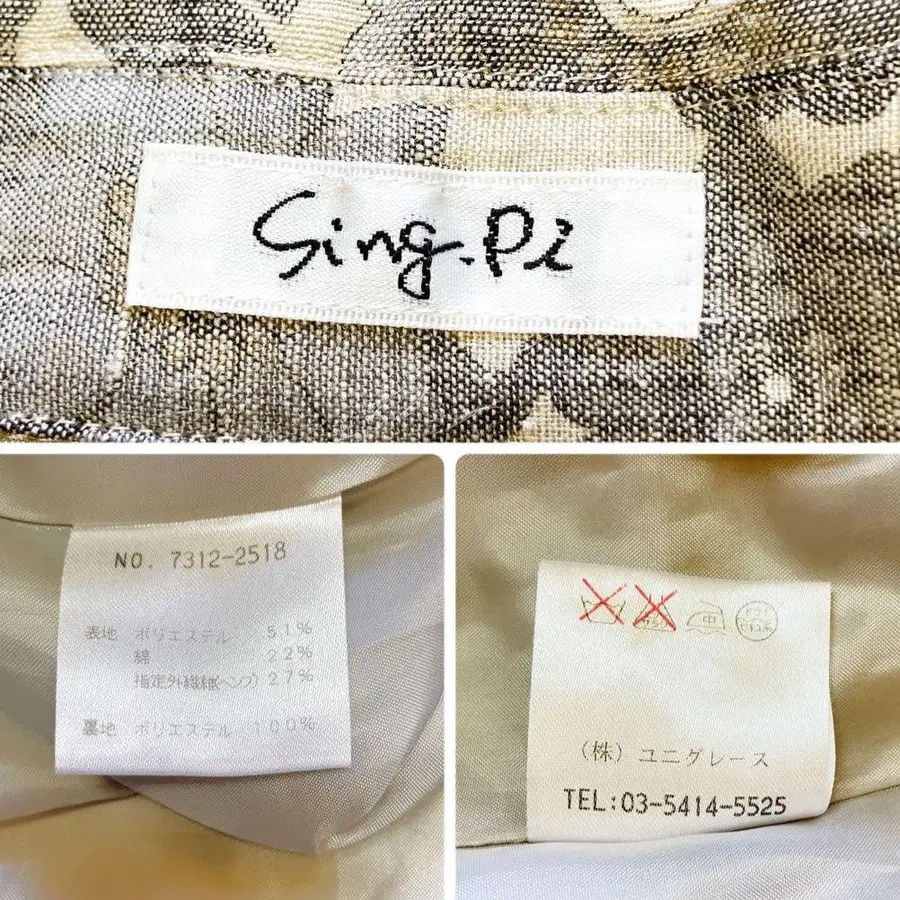 Sing.Pi
NO. 7312-2518
表地 ポリエステル 51%
綿 22%
指定外繊維(ヘンプ) 27%
裏地 ポリエステル 100%
中
(株) ユニグレース
TEL:03-5414-5525